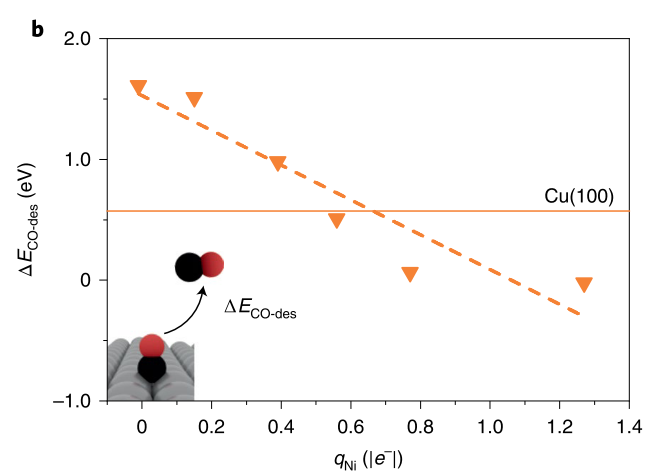 b
2.0
1.0
0
−1.0
ΔE_CO-des (eV)
Cu(100)
ΔE_CO-des
0 0.2 0.4 0.6 0.8 1.0 1.2 1.4
q_Ni (|e⁻|)